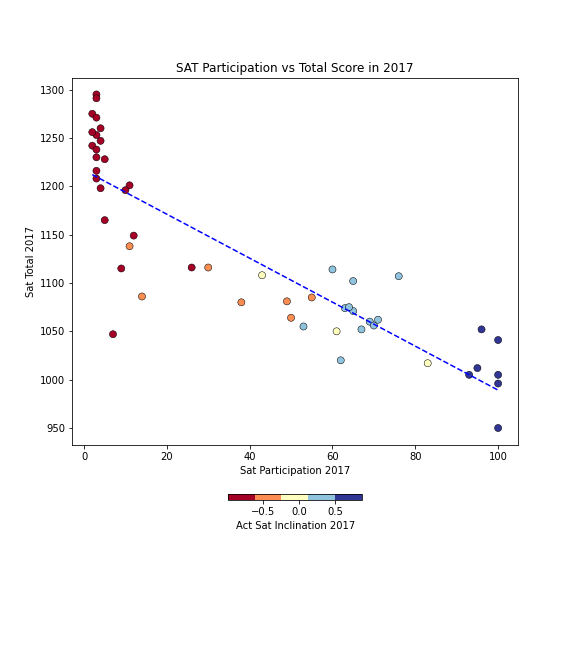 SAT Participation vs Total Score in 2017
1300
1250
1200
1150
1100
1050
1000
950
Sat Total 2017
0 20 40 60 80 100
Sat Participation 2017
−0.5 0.0 0.5
Act Sat Inclination 2017